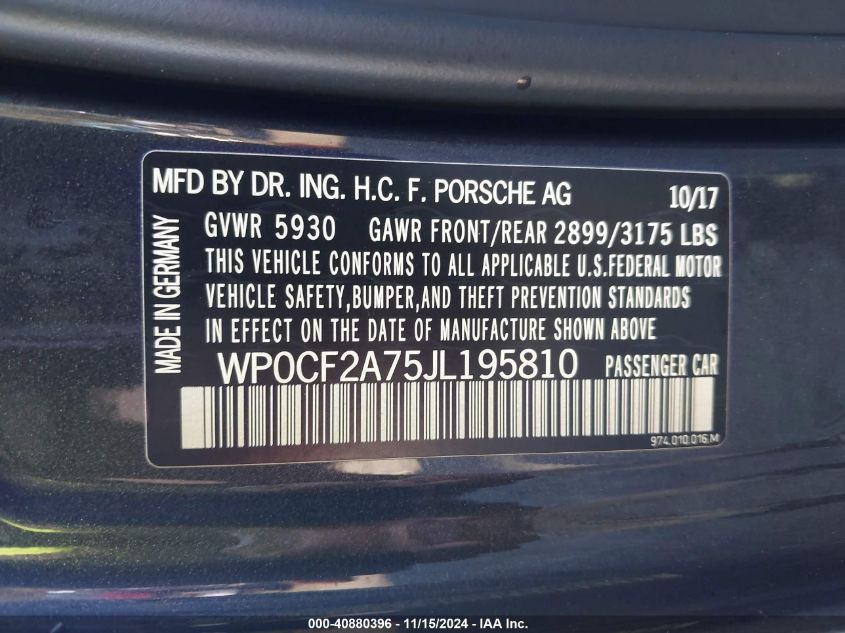 MFD BY DR. ING. H.C. F. PORSCHE AG 10/17
GVWR 5930 GAWR FRONT/REAR 2899/3175 LBS
THIS VEHICLE CONFORMS TO ALL APPLICABLE U.S.FEDERAL MOTOR
VEHICLE SAFETY,BUMPER,AND THEFT PREVENTION STANDARDS
IN EFFECT ON THE DATE OF MANUFACTURE SHOWN ABOVE
MADE IN GERMANY
WP0CF2A75JL195810 PASSENGER CAR
974.010.016.M
000-40880396 - 11/15/2024 - IAA Inc.